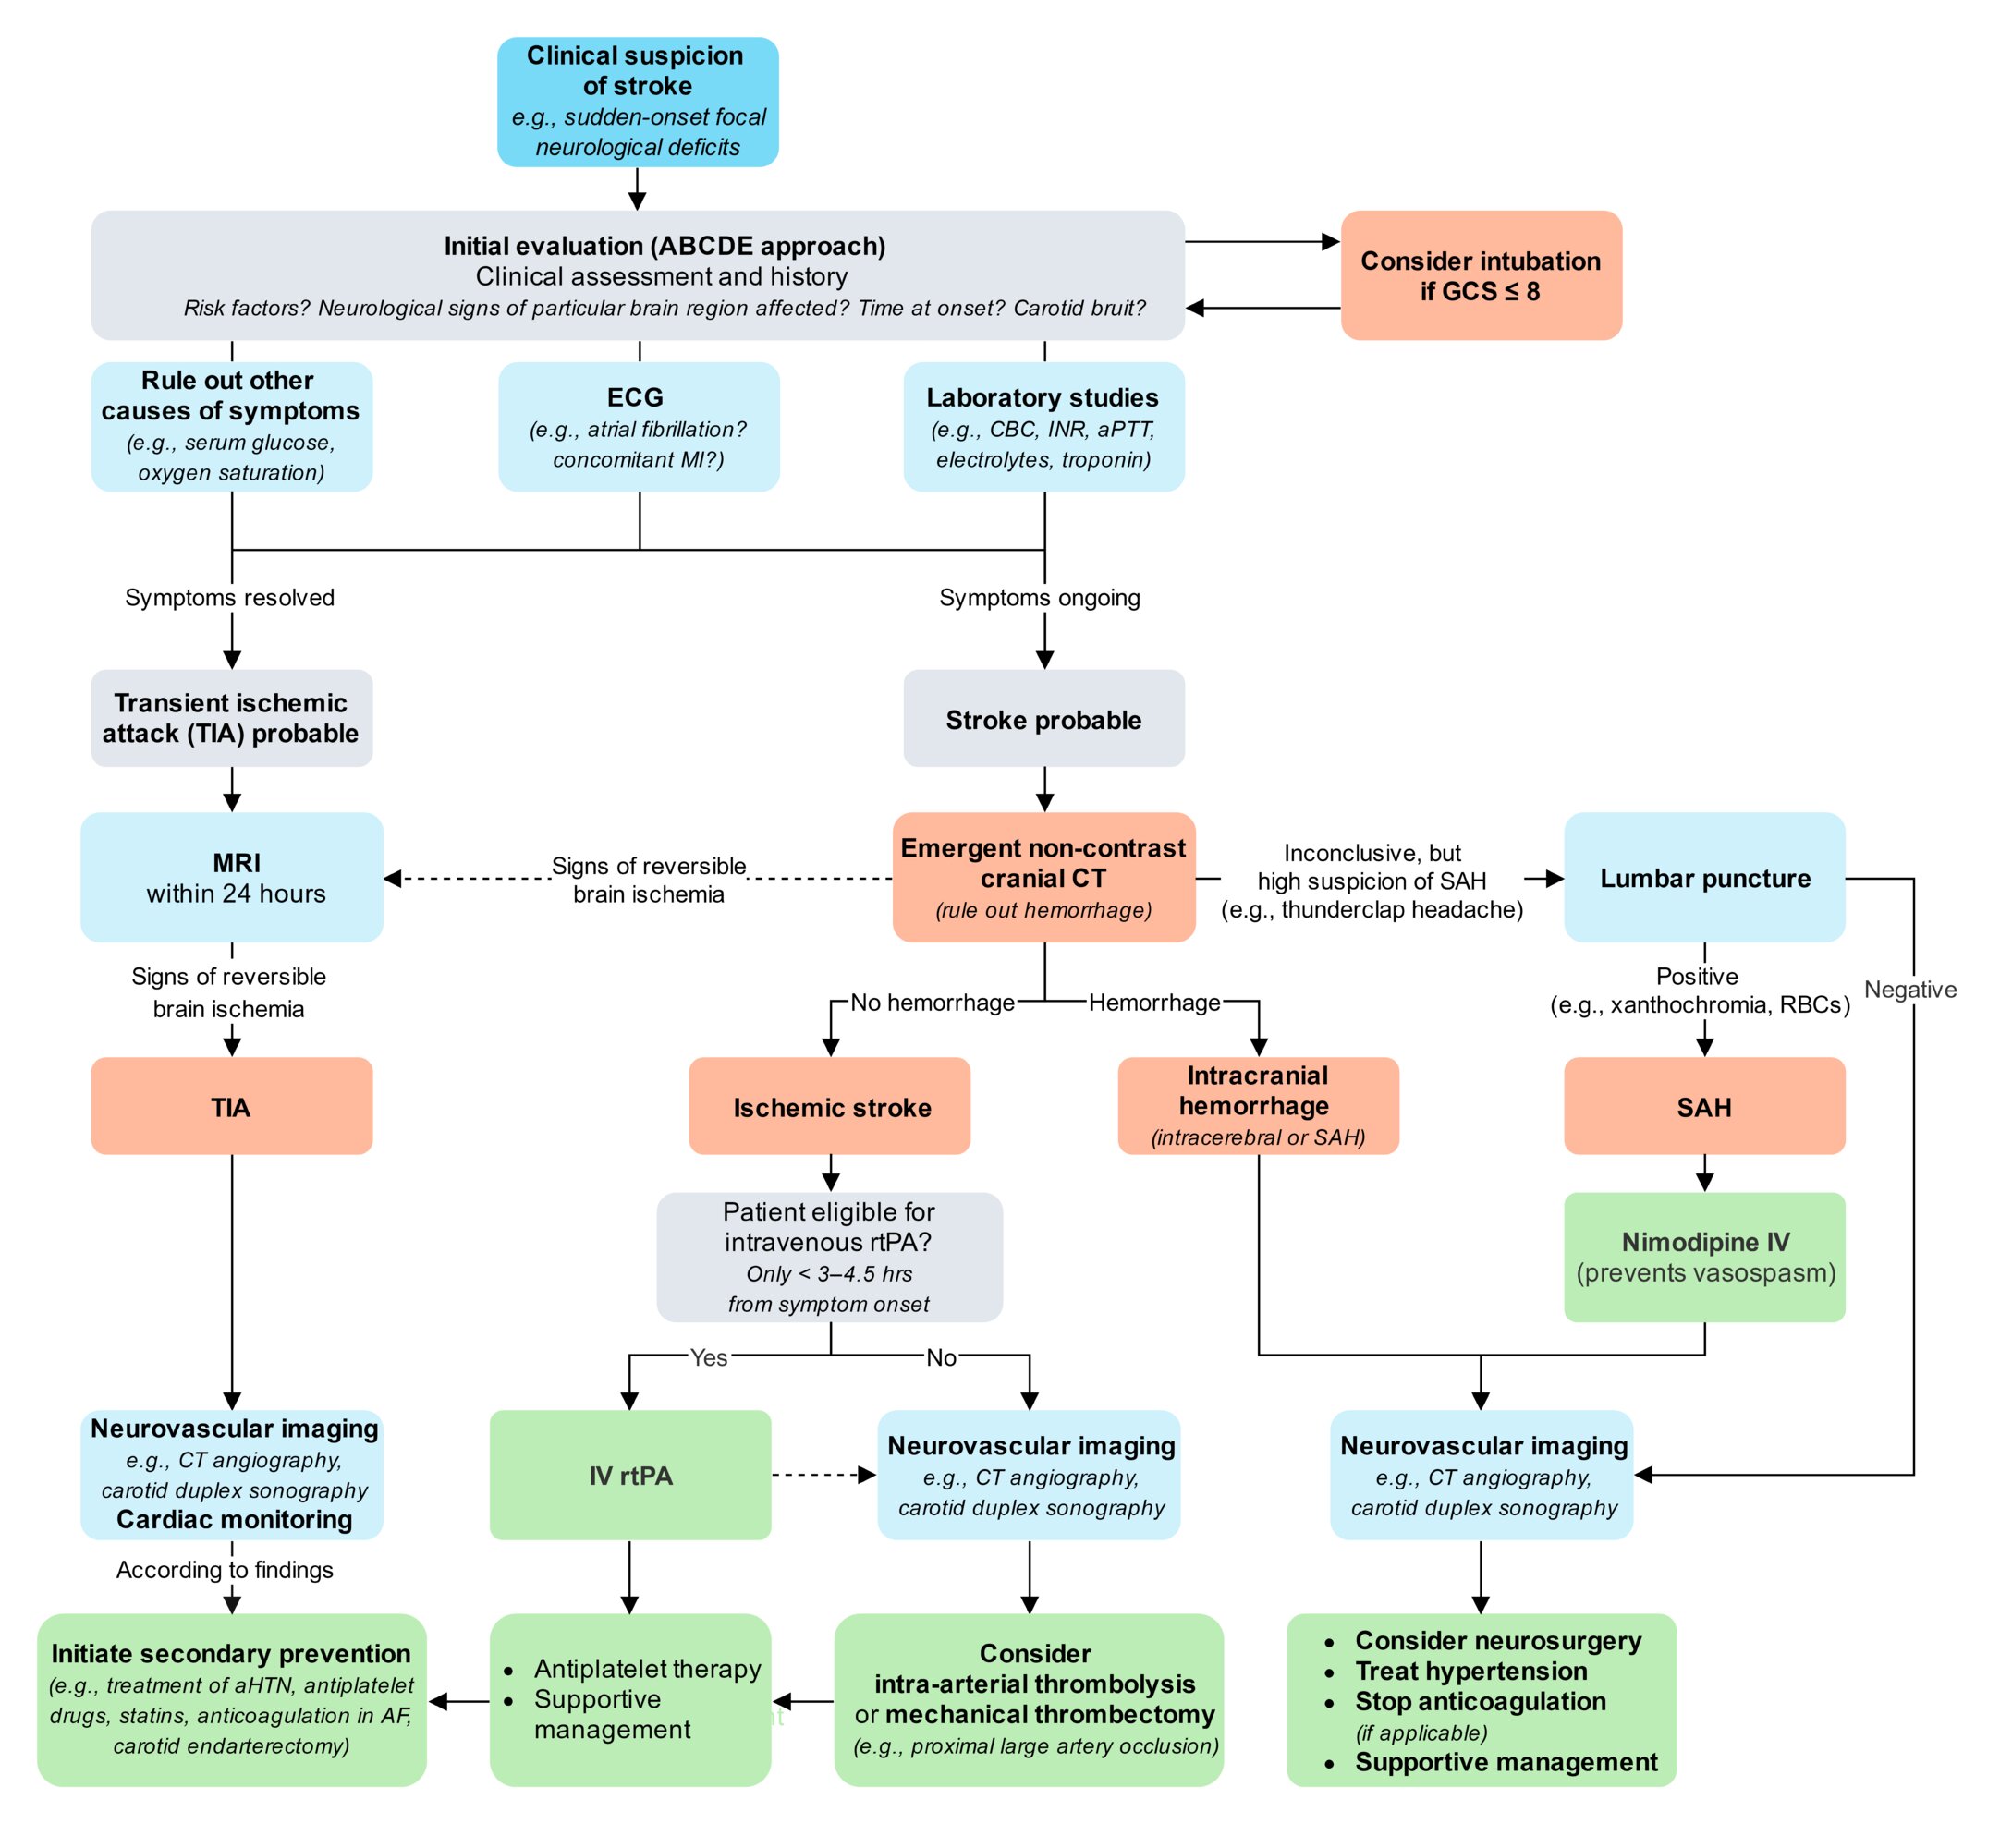 Clinical suspicion
of stroke
e.g., sudden-onset focal
neurological deficits
Initial evaluation (ABCDE approach)
Clinical assessment and history
Risk factors? Neurological signs of particular brain region affected? Time at onset? Carotid bruit?
Consider intubation
if GCS ≤ 8
Rule out other
causes of symptoms
(e.g., serum glucose,
oxygen saturation)
ECG
(e.g., atrial fibrillation?
concomitant MI?)
Laboratory studies
(e.g., CBC, INR, aPTT,
electrolytes, troponin)
Symptoms resolved
Symptoms ongoing
Transient ischemic
attack (TIA) probable
Stroke probable
MRI
within 24 hours
Signs of reversible
brain ischemia
Emergent non-contrast
cranial CT
(rule out hemorrhage)
Inconclusive, but
high suspicion of SAH
(e.g., thunderclap headache)
Lumbar puncture
Signs of reversible
brain ischemia
No hemorrhage
Hemorrhage
Positive
(e.g., xanthochromia, RBCs)
Negative
TIA
Ischemic stroke
Intracranial
hemorrhage
(intracerebral or SAH)
SAH
Patient eligible for
intravenous rtPA?
Only < 3–4.5 hrs
from symptom onset
Nimodipine IV
(prevents vasospasm)
Yes
No
Neurovascular imaging
e.g., CT angiography,
carotid duplex sonography
Cardiac monitoring
IV rtPA
Neurovascular imaging
e.g., CT angiography,
carotid duplex sonography
Neurovascular imaging
e.g., CT angiography,
carotid duplex sonography
According to findings
Initiate secondary prevention
(e.g., treatment of aHTN, antiplatelet
drugs, statins, anticoagulation in AF,
carotid endarterectomy)
• Antiplatelet therapy
• Supportive
management
Consider
intra-arterial thrombolysis
or mechanical thrombectomy
(e.g., proximal large artery occlusion)
• Consider neurosurgery
• Treat hypertension
• Stop anticoagulation
(if applicable)
• Supportive management